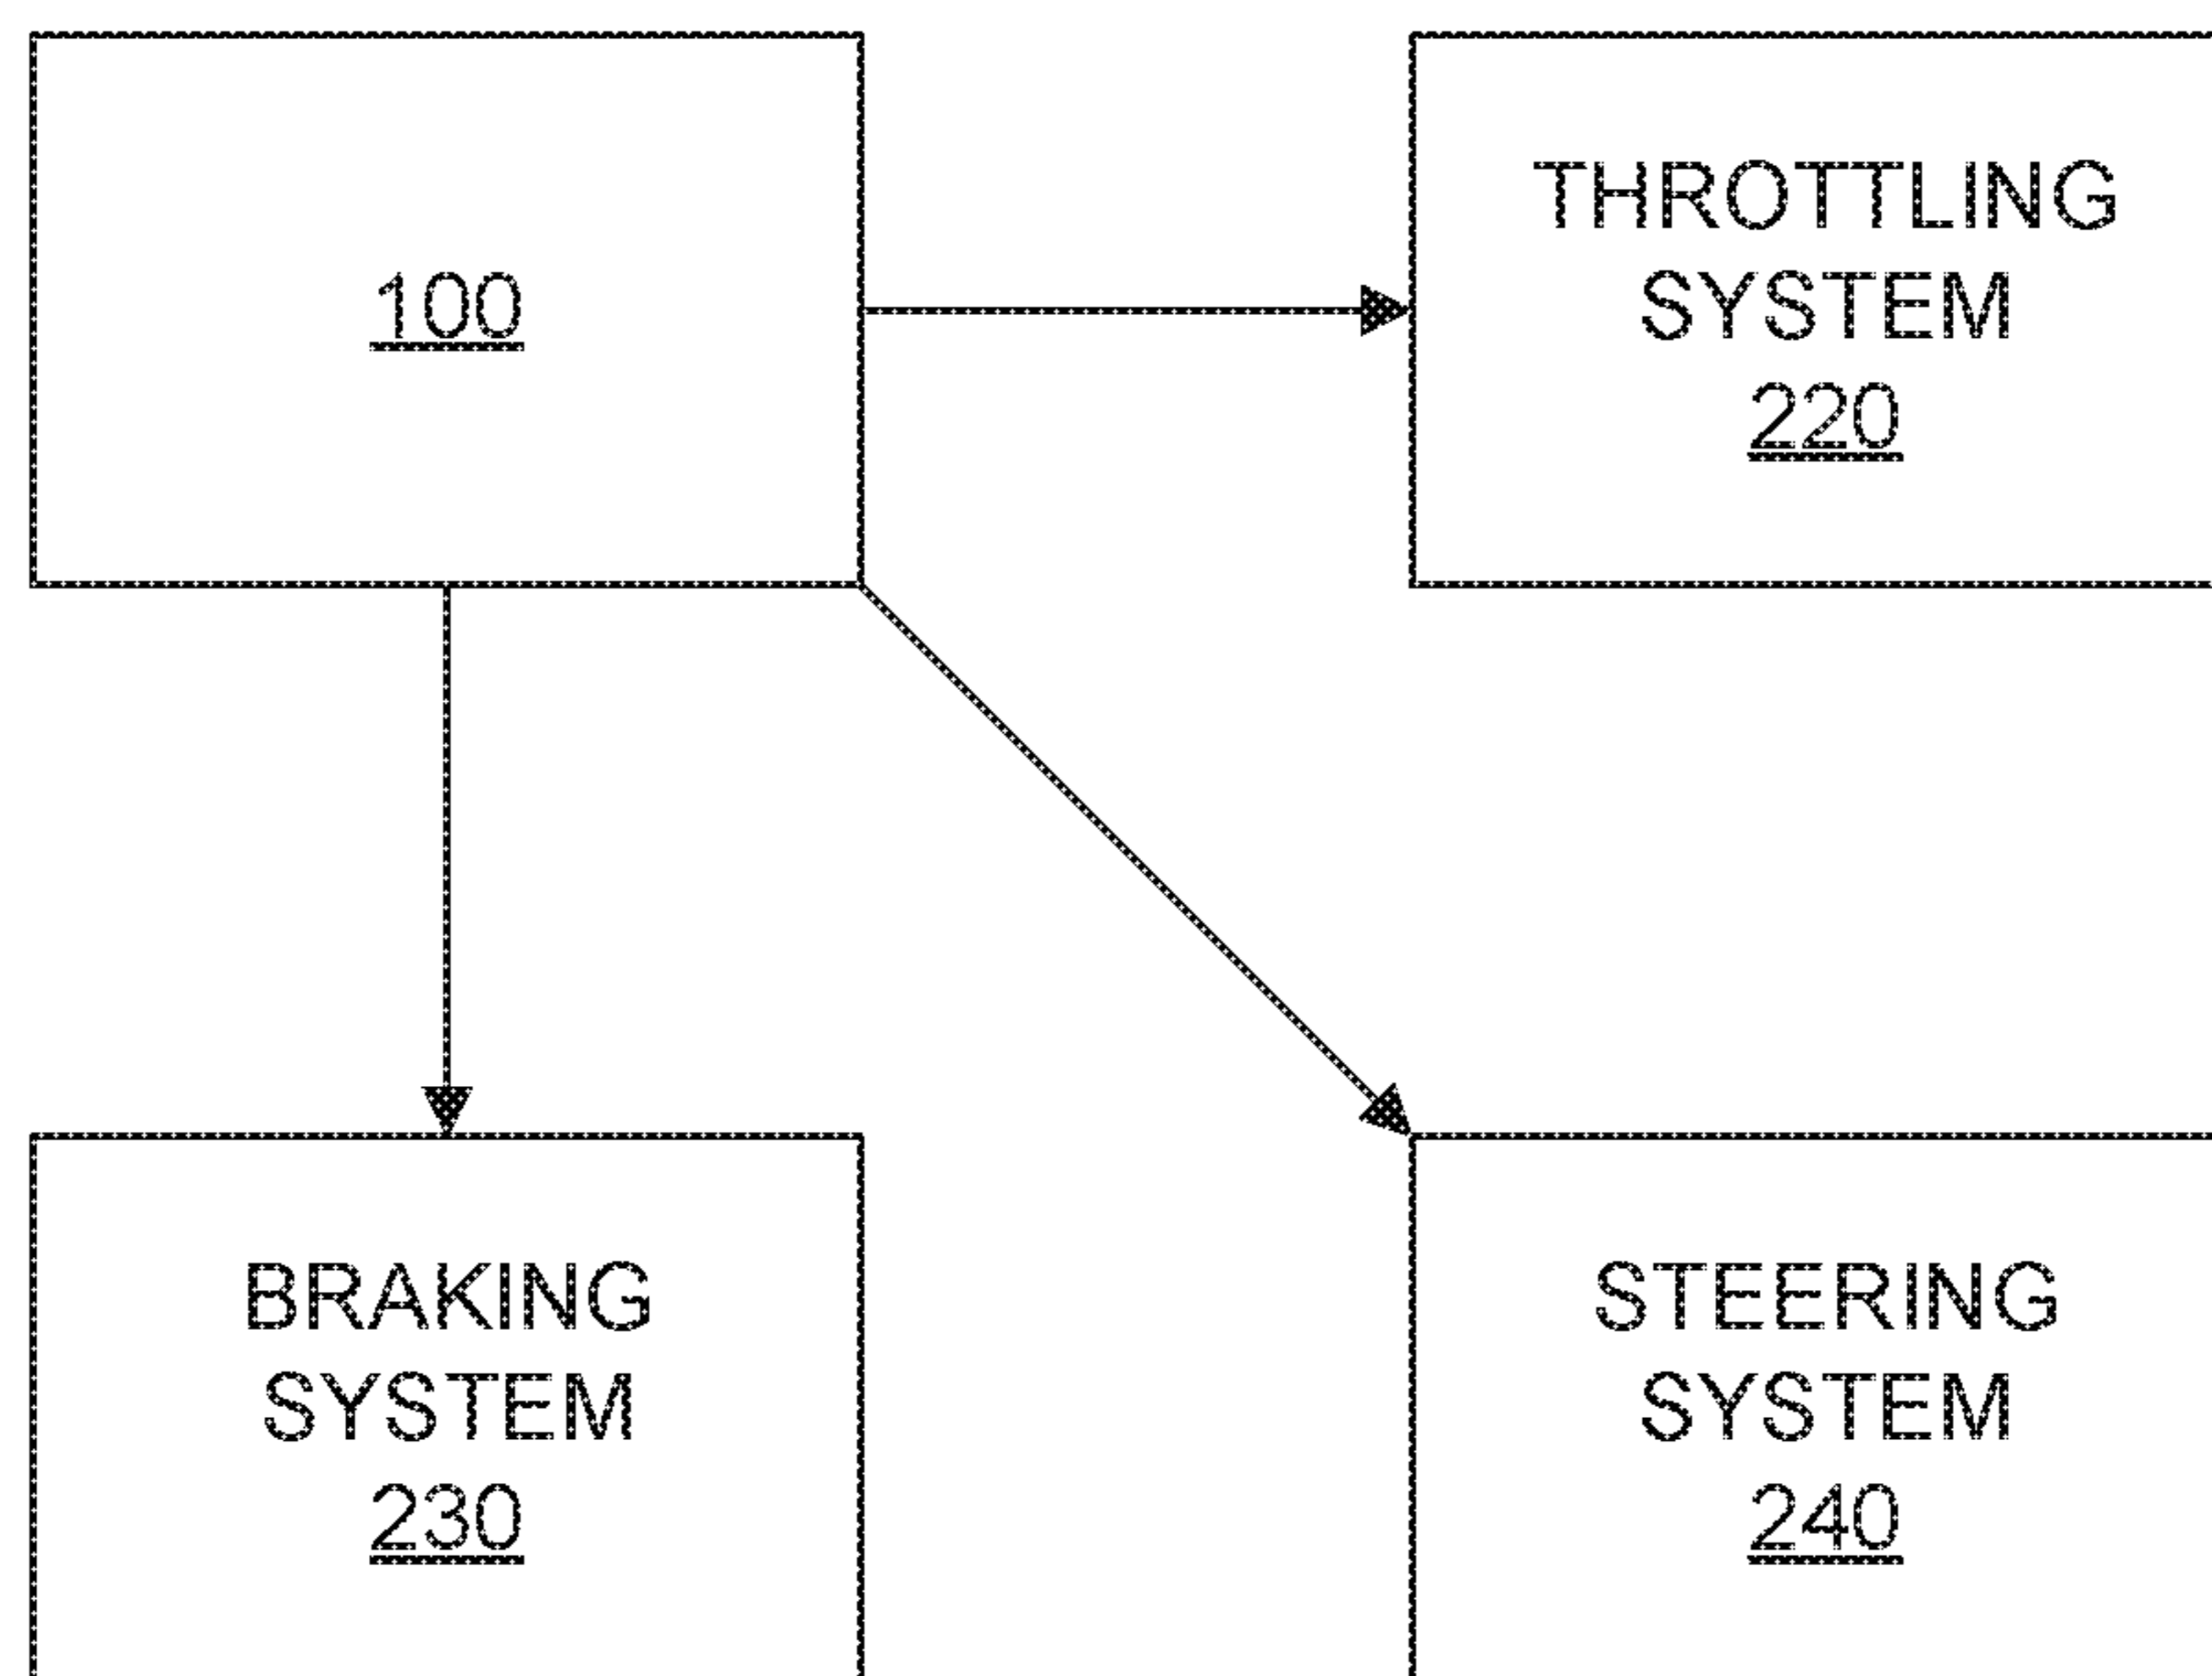 100
THROTTLING
SYSTEM
220
BRAKING
SYSTEM
230
STEERING
SYSTEM
240